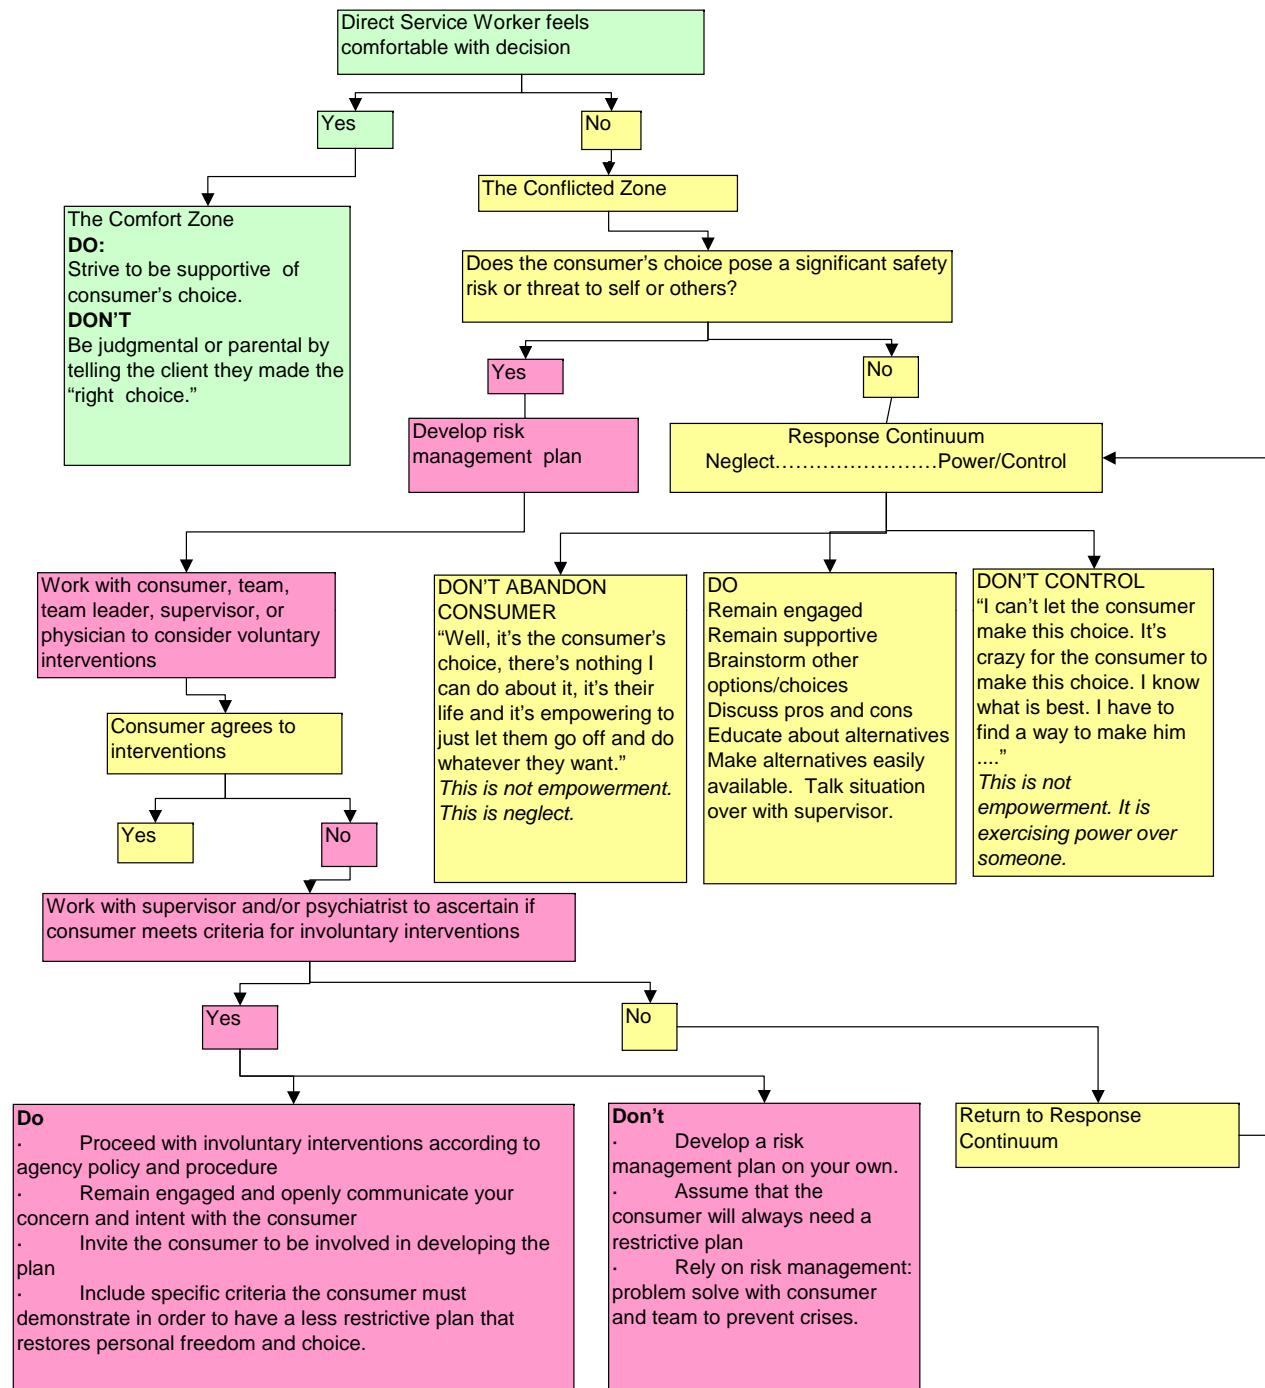 Direct Service Worker feels
comfortable with decision
Yes
No
The Conflicted Zone
The Comfort Zone
DO:
Strive to be supportive of
consumer’s choice.
DON’T
Be judgmental or parental by
telling the client they made the
“right choice.”
Does the consumer’s choice pose a significant safety
risk or threat to self or others?
Yes
No
Develop risk
management plan
Response Continuum
Neglect……………………Power/Control
Work with consumer, team,
team leader, supervisor, or
physician to consider voluntary
interventions
DON’T ABANDON
CONSUMER
“Well, it’s the consumer’s
choice, there’s nothing I
can do about it, it’s their
life and it’s empowering to
just let them go off and do
whatever they want.”
This is not empowerment.
This is neglect.
DO
Remain engaged
Remain supportive
Brainstorm other
options/choices
Discuss pros and cons
Educate about alternatives
Make alternatives easily
available. Talk situation
over with supervisor.
DON’T CONTROL
“I can’t let the consumer
make this choice. It’s
crazy for the consumer to
make this choice. I know
what is best. I have to
find a way to make him
....”
This is not
empowerment. It is
exercising power over
someone.
Consumer agrees to
interventions
Yes
No
Work with supervisor and/or psychiatrist to ascertain if
consumer meets criteria for involuntary interventions
Yes
No
Do
· Proceed with involuntary interventions according to
agency policy and procedure
· Remain engaged and openly communicate your
concern and intent with the consumer
· Invite the consumer to be involved in developing the
plan
· Include specific criteria the consumer must
demonstrate in order to have a less restrictive plan that
restores personal freedom and choice.
Don't
· Develop a risk
management plan on your own.
· Assume that the
consumer will always need a
restrictive plan
· Rely on risk management:
problem solve with consumer
and team to prevent crises.
Return to Response
Continuum